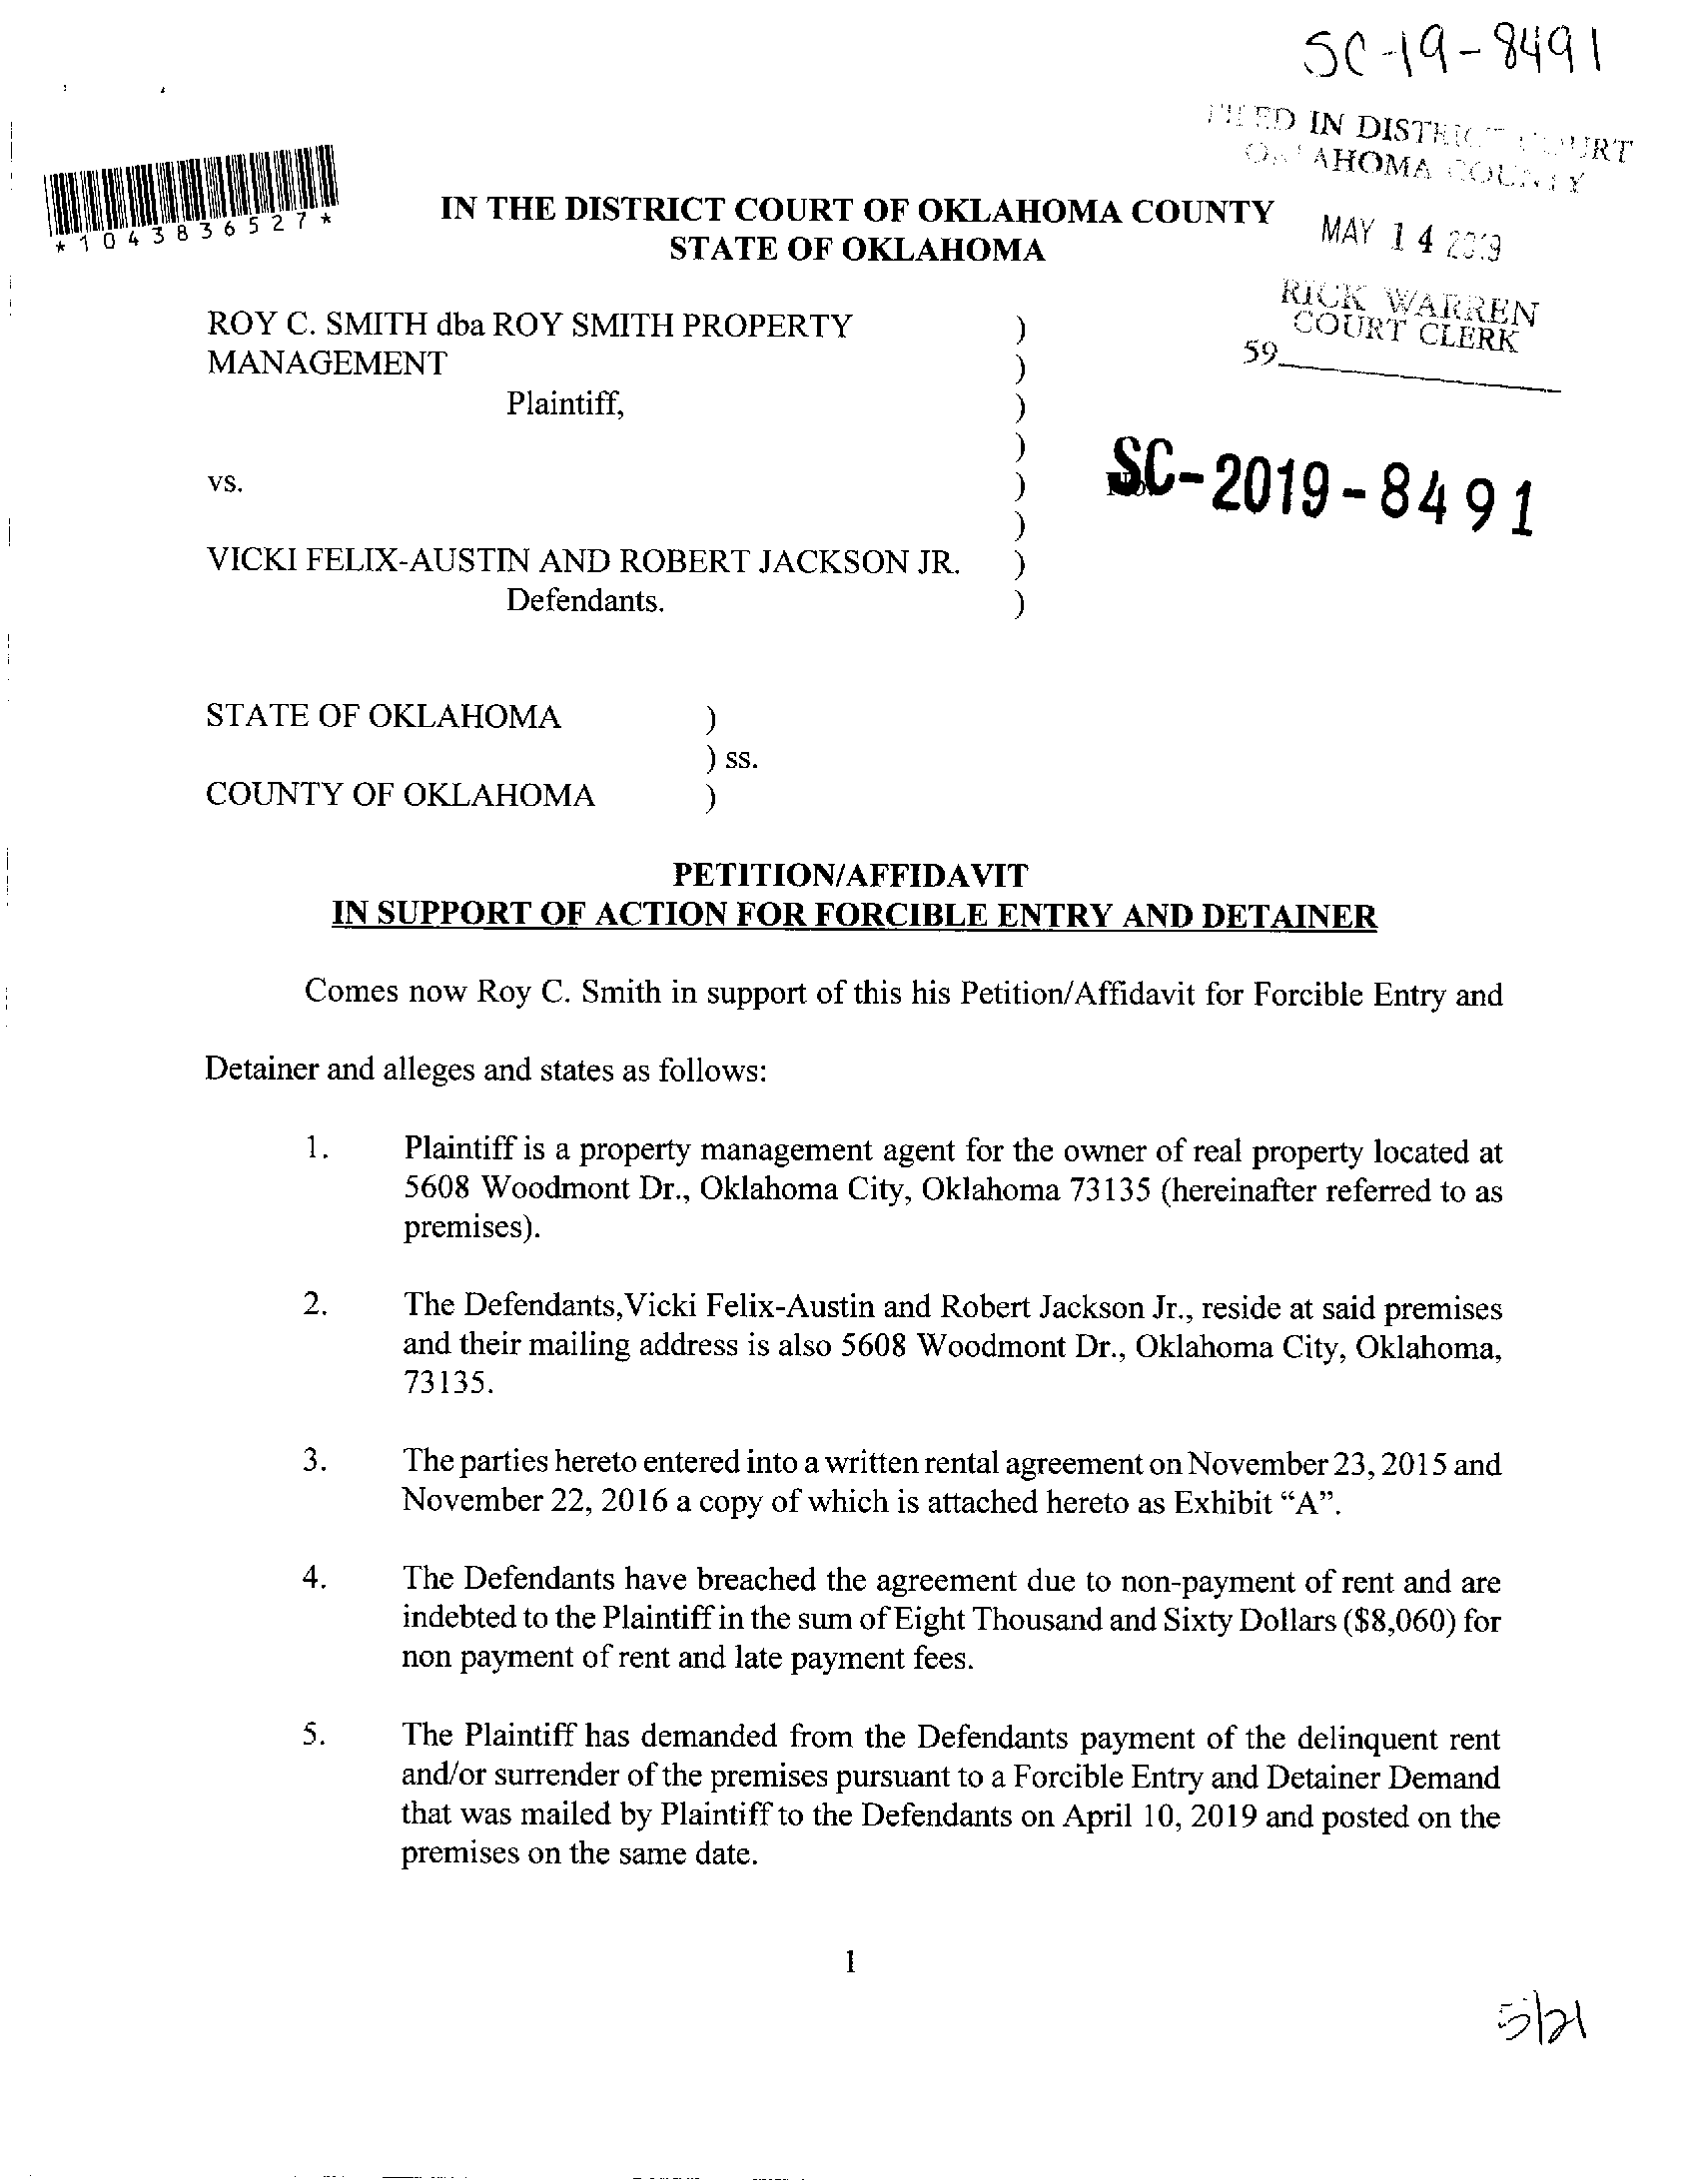 SC-19-8491
FILED IN DISTRICT COURT
OKLAHOMA COUNTY
*1043836527*
IN THE DISTRICT COURT OF OKLAHOMA COUNTY
STATE OF OKLAHOMA
MAY 14 2019
RICK WARREN
COURT CLERK
59
ROY C. SMITH dba ROY SMITH PROPERTY )
MANAGEMENT )
Plaintiff, )
)
vs. )
SC-2019-8491
)
VICKI FELIX-AUSTIN AND ROBERT JACKSON JR. )
Defendants. )
STATE OF OKLAHOMA )
) ss.
COUNTY OF OKLAHOMA )
PETITION/AFFIDAVIT
IN SUPPORT OF ACTION FOR FORCIBLE ENTRY AND DETAINER
Comes now Roy C. Smith in support of this his Petition/Affidavit for Forcible Entry and
Detainer and alleges and states as follows:
1. Plaintiff is a property management agent for the owner of real property located at
5608 Woodmont Dr., Oklahoma City, Oklahoma 73135 (hereinafter referred to as
premises).
2. The Defendants,Vicki Felix-Austin and Robert Jackson Jr., reside at said premises
and their mailing address is also 5608 Woodmont Dr., Oklahoma City, Oklahoma,
73135.
3. The parties hereto entered into a written rental agreement on November 23, 2015 and
November 22, 2016 a copy of which is attached hereto as Exhibit “A”.
4. The Defendants have breached the agreement due to non-payment of rent and are
indebted to the Plaintiff in the sum of Eight Thousand and Sixty Dollars ($8,060) for
non payment of rent and late payment fees.
5. The Plaintiff has demanded from the Defendants payment of the delinquent rent
and/or surrender of the premises pursuant to a Forcible Entry and Detainer Demand
that was mailed by Plaintiff to the Defendants on April 10, 2019 and posted on the
premises on the same date.
1
5/21